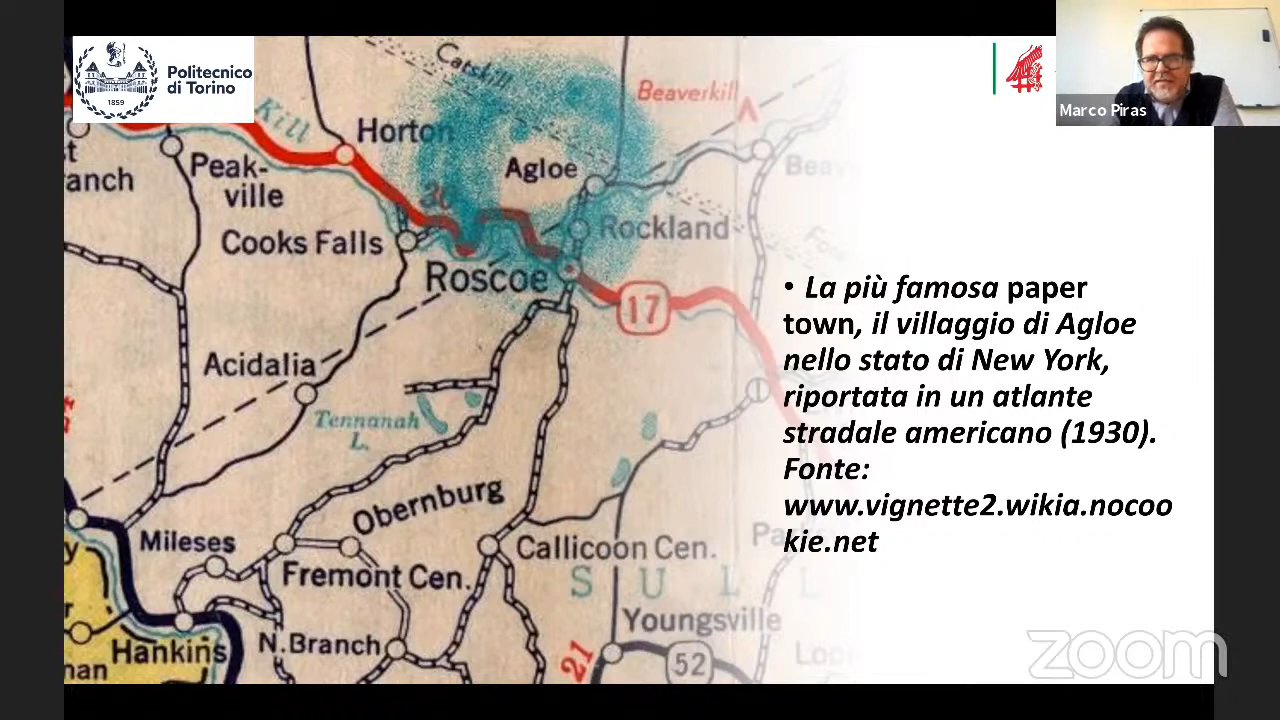 Politecnico
di Torino
1859
Marco Piras
Catskill
Beaverkill
Kill
Horton
Agloe
Peak-
ville
anch
30
Rockland
Cooks Falls
Roscoe
17
Acidalia
Tennanah
L.
• La più famosa paper
town, il villaggio di Agloe
nello stato di New York,
riportata in un atlante
stradale americano (1930).
Fonte:
www.vignette2.wikia.nocoo
kie.net
Obernburg
Mileses
Callicoon Cen.
Fremont Cen.
S U L L
Youngsville
Hankins
N.Branch
21
52
zoom